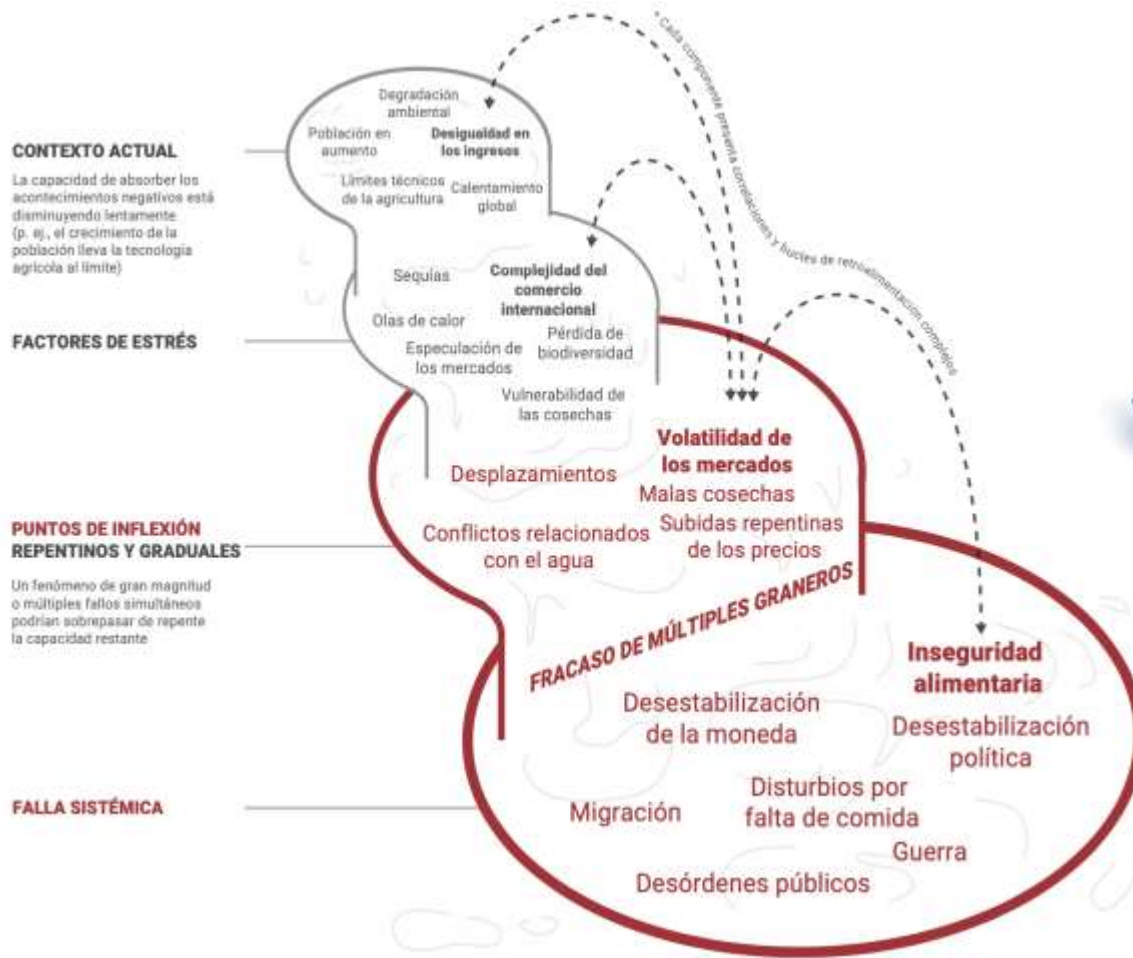 * Cada componente presenta correlaciones y bucles de retroalimentación complejos
CONTEXTO ACTUAL
La capacidad de absorber los
acontecimientos negativos está
disminuyendo lentamente
(p. ej., el crecimiento de la
población lleva la tecnología
agrícola al límite)
Degradación
ambiental
Población en
aumento
Desigualdad en
los ingresos
Límites técnicos
de la agricultura
Calentamiento
global
FACTORES DE ESTRÉS
Sequías
Complejidad del
comercio
internacional
Olas de calor
Especulación de
los mercados
Pérdida de
biodiversidad
Vulnerabilidad de
las cosechas
PUNTOS DE INFLEXIÓN
REPENTINOS Y GRADUALES
Un fenómeno de gran magnitud
o múltiples fallos simultáneos
podrían sobrepasar de repente
la capacidad restante
Volatilidad de
los mercados
Desplazamientos
Malas cosechas
Conflictos relacionados
con el agua
Subidas repentinas
de los precios
FRACASO DE MÚLTIPLES GRANEROS
FALLA SISTÉMICA
Inseguridad
alimentaria
Desestabilización
de la moneda
Desestabilización
política
Migración
Disturbios por
falta de comida
Guerra
Desórdenes públicos